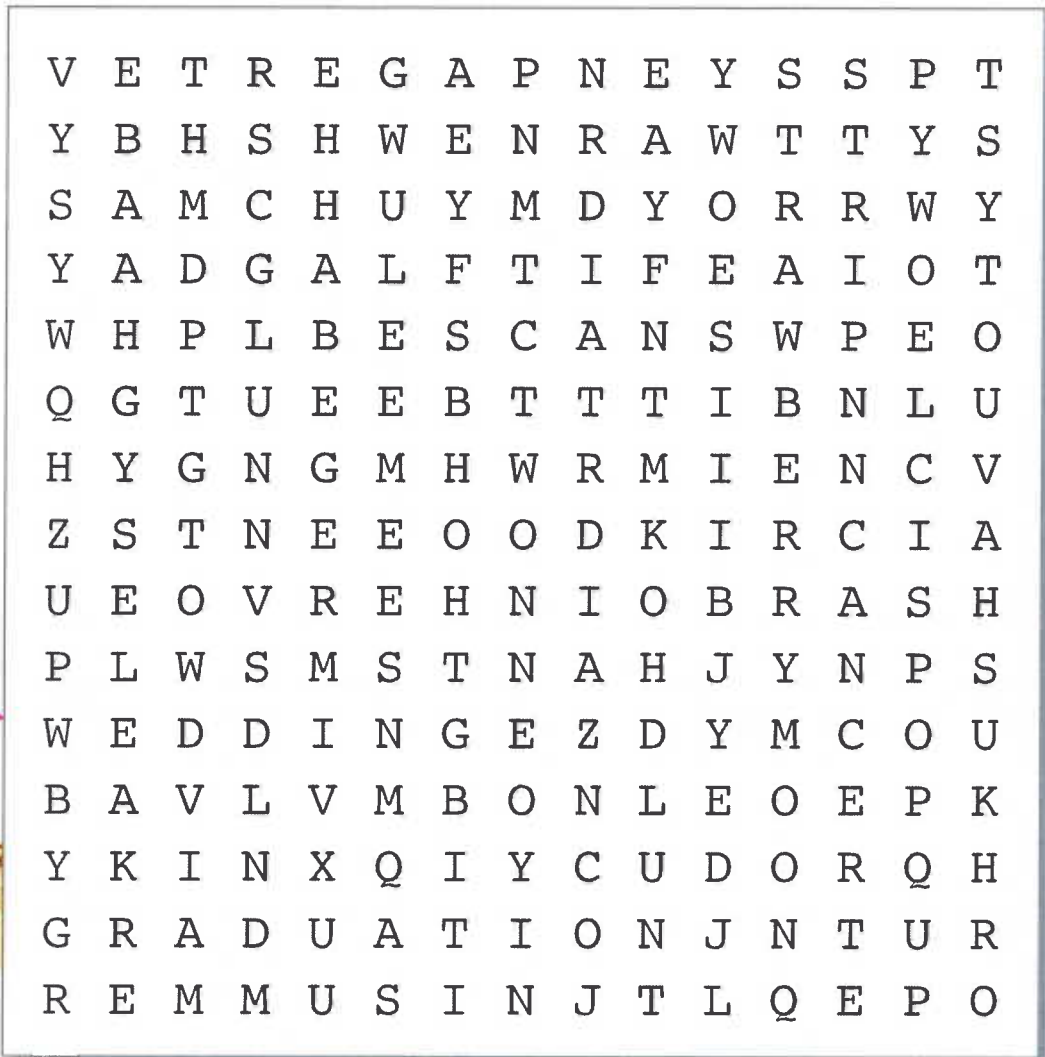 V E T R E G A P N E Y S S P T
Y B H S H W E N R A W T T Y S
S A M C H U Y M D Y O R R W Y
Y A D G A L F T I F E A I O T
W H P L B E S C A N S W P E O
Q G T U E E B T T T I B N L U
H Y G N G M H W R M I E N C V
Z S T N E E O O D K I R C I A
U E O V R E H N I O B R A S H
P L W S M S T N A H J Y N P S
W E D D I N G E Z D Y M C O U
B A V L V M B O N L E O E P K
Y K I N X Q I Y C U D O R Q H
G R A D U A T I O N J N T U R
R E M M U S I N J T L Q E P O